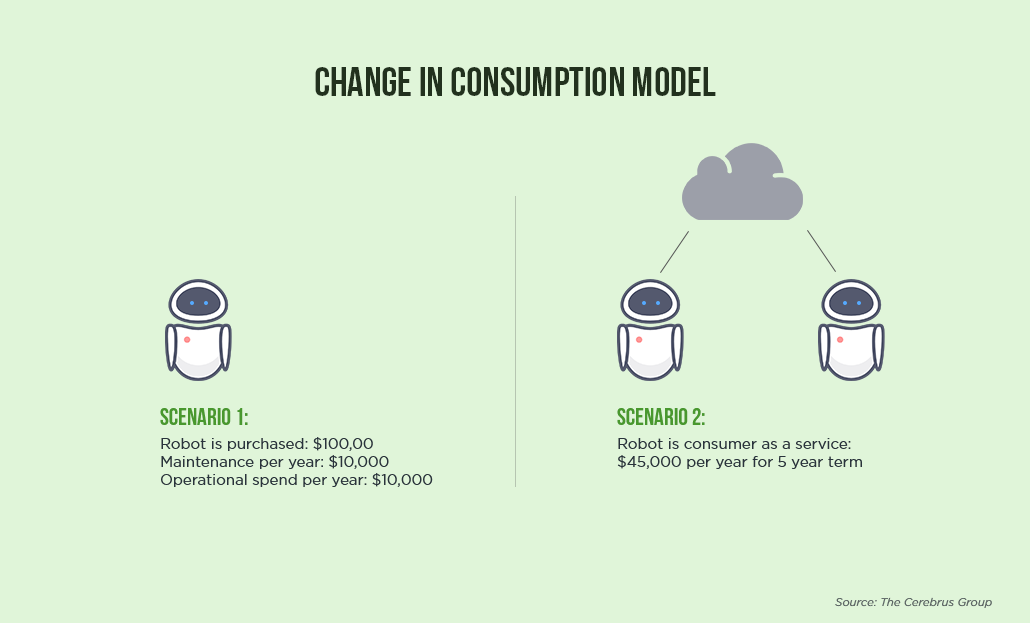 CHANGE IN CONSUMPTION MODEL
SCENARIO 1:
Robot is purchased: $100,00
Maintenance per year: $10,000
Operational spend per year: $10,000
SCENARIO 2:
Robot is consumer as a service:
$45,000 per year for 5 year term
Source: The Cerebrus Group